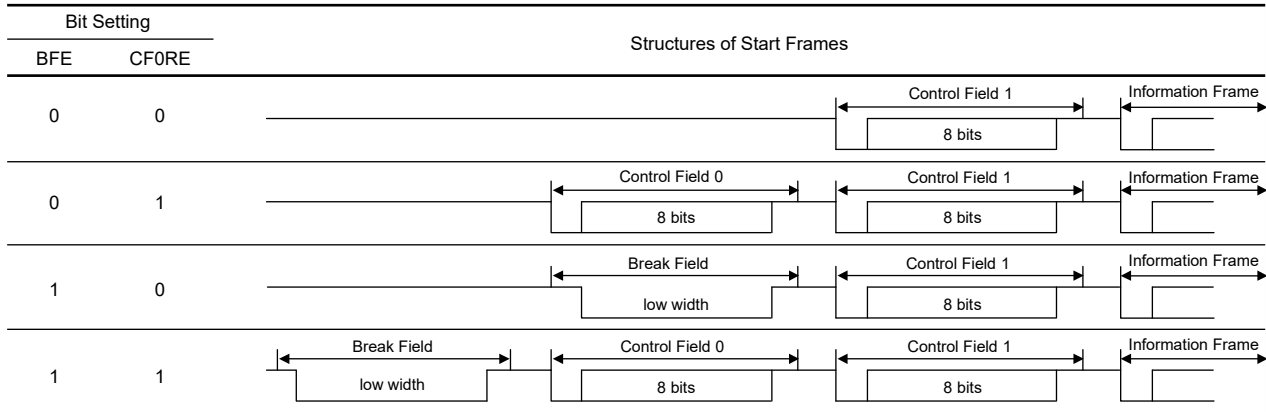 Bit Setting
Structures of Start Frames
BFE CF0RE
0 0
Control Field 1 Information Frame
8 bits
0 1
Control Field 0 Control Field 1 Information Frame
8 bits 8 bits
1 0
Break Field Control Field 1 Information Frame
low width 8 bits
1 1
Break Field Control Field 0 Control Field 1 Information Frame
low width 8 bits 8 bits